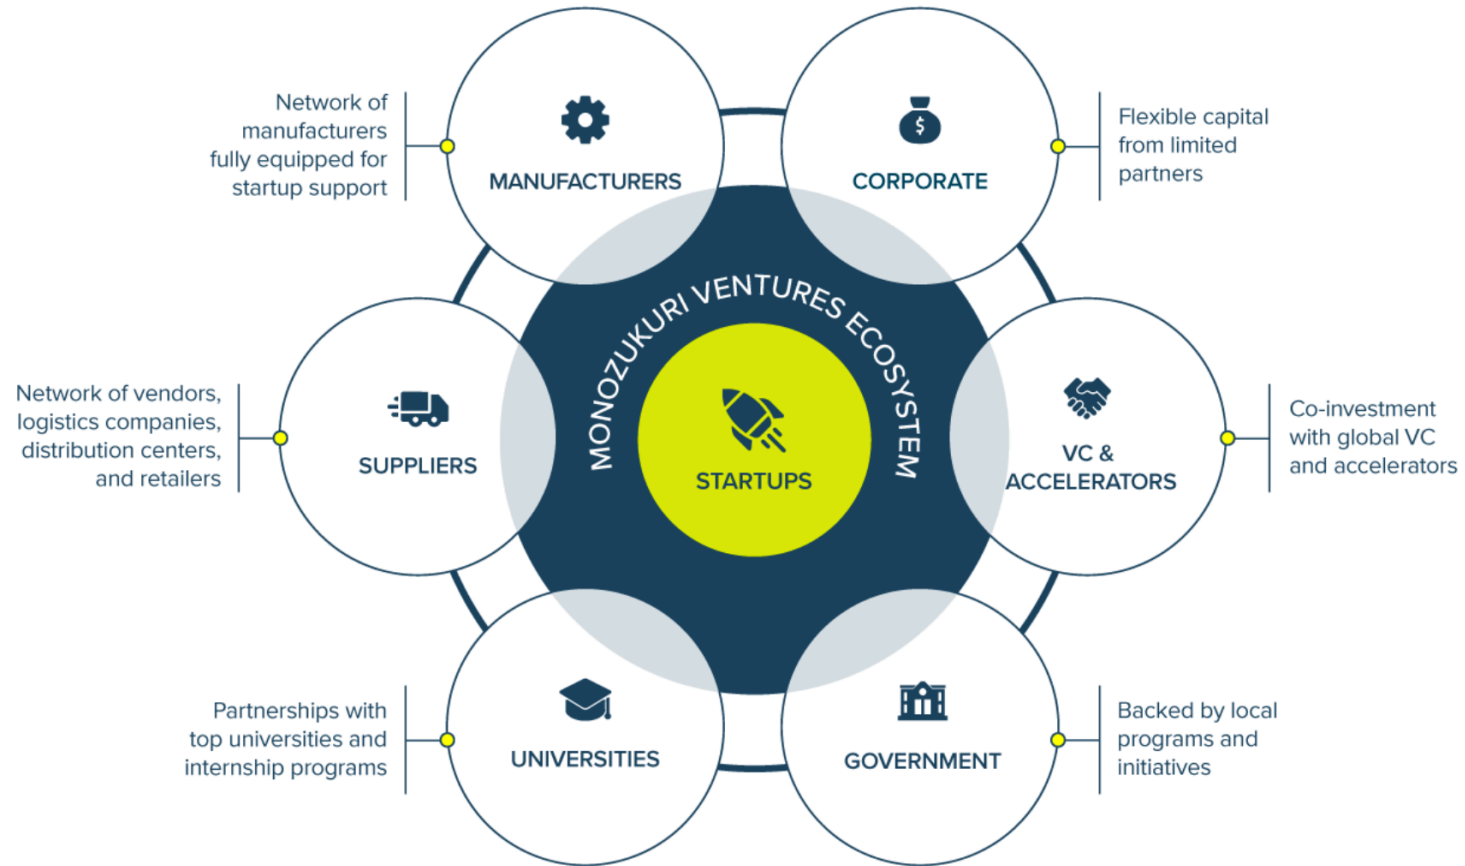 Network of
manufacturers
fully equipped for
startup support
MANUFACTURERS
$
CORPORATE
Flexible capital
from limited
partners
MONOZUKURI VENTURES ECOSYSTEM
Network of vendors,
logistics companies,
distribution centers,
and retailers
SUPPLIERS
STARTUPS
VC &
ACCELERATORS
Co-investment
with global VC
and accelerators
Partnerships with
top universities and
internship programs
UNIVERSITIES
GOVERNMENT
Backed by local
programs and
initiatives